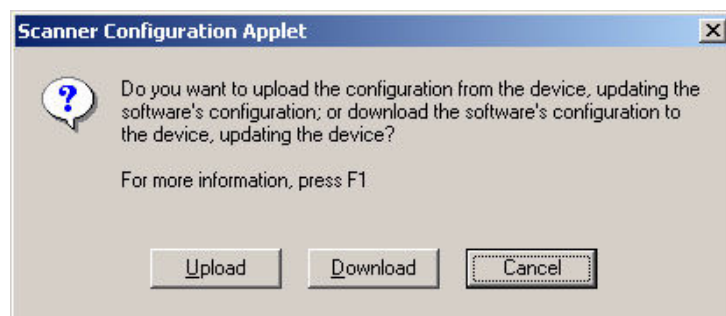 Scanner Configuration Applet
Do you want to upload the configuration from the device, updating the
software's configuration; or download the software's configuration to
the device, updating the device?
For more information, press F1
Upload Download Cancel